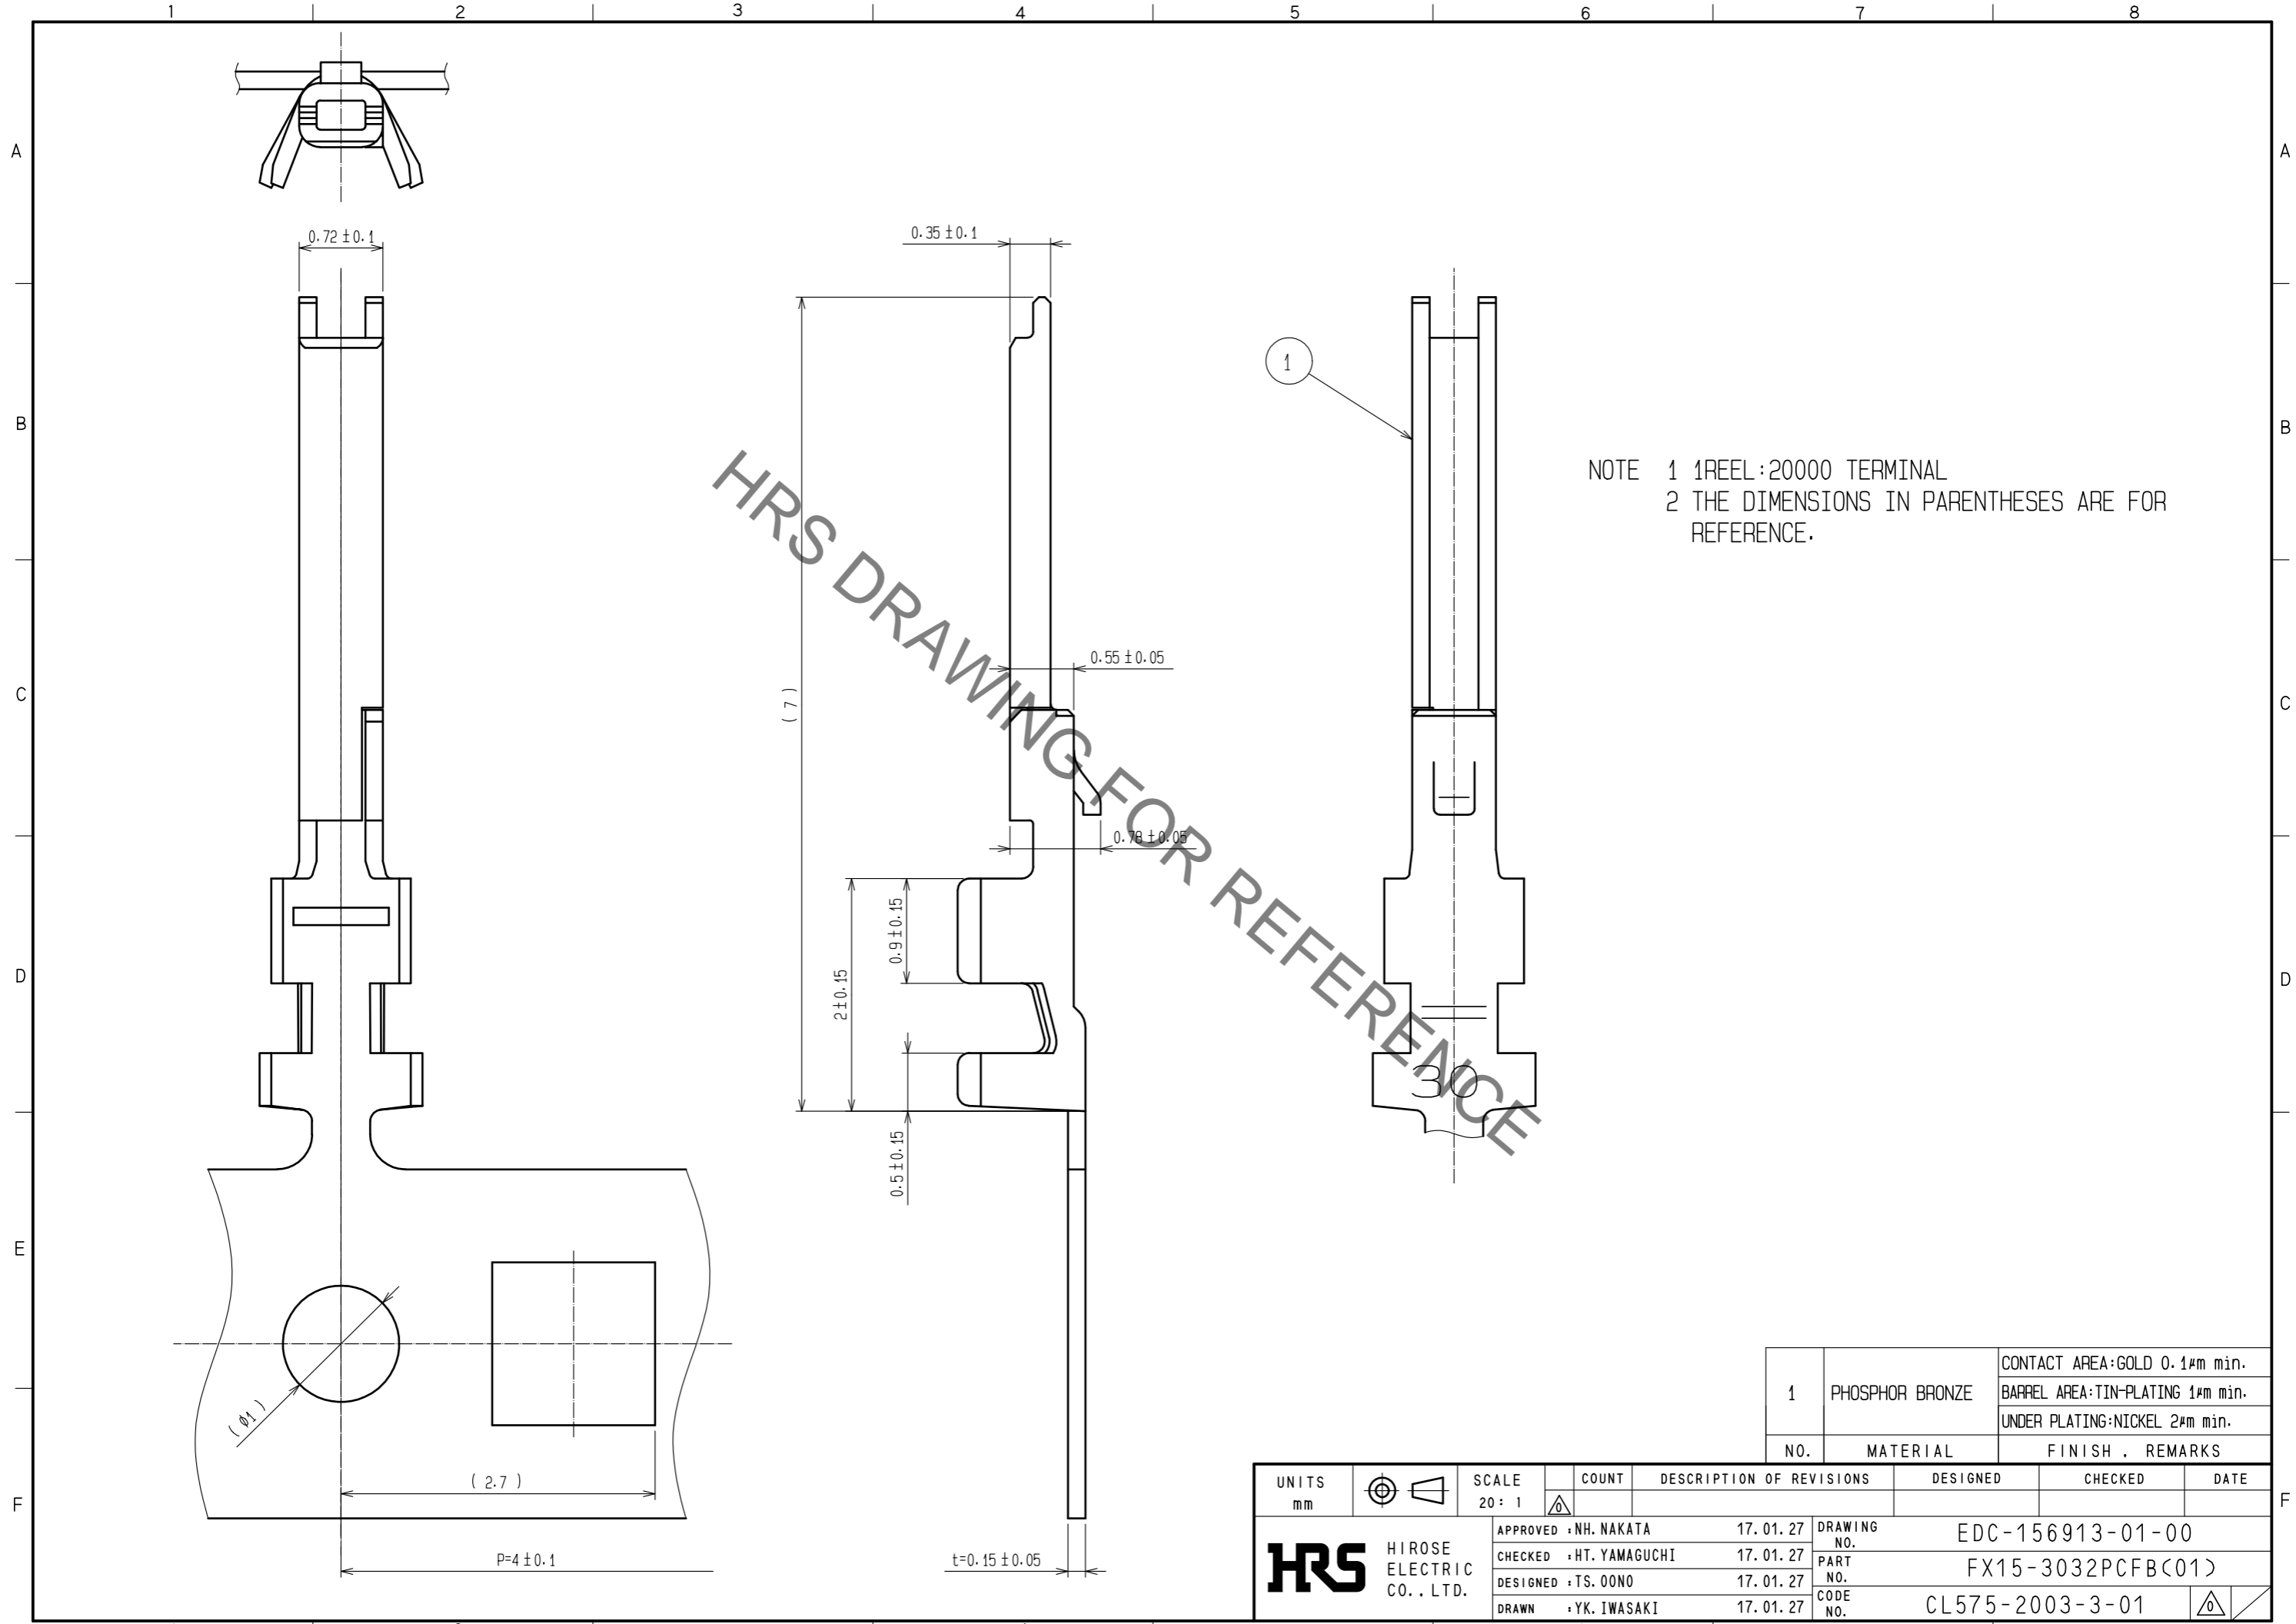 1 2 3 4 5 6 7 8
A A
0.72±0.1
0.35±0.1
1
B B
NOTE 1 1REEL:20000 TERMINAL
2 THE DIMENSIONS IN PARENTHESES ARE FOR
REFERENCE.
HRS DRAWING FOR REFERENCE
0.55±0.05
( 7 )
C C
0.78±0.05
0.9±0.15
2±0.15
D D
30
0.5±0.15
E E
( ø1 )
( 2.7 )
P=4±0.1
t=0.15±0.05
1 PHOSPHOR BRONZE
CONTACT AREA:GOLD 0.1μm min.
BARREL AREA:TIN-PLATING 1μm min.
UNDER PLATING:NICKEL 2μm min.
NO. MATERIAL FINISH . REMARKS
F F
UNITS
mm
SCALE
20: 1
COUNT DESCRIPTION OF REVISIONS DESIGNED CHECKED DATE
0
HRS
HIROSE
ELECTRIC
CO.,LTD.
APPROVED :NH.NAKATA 17.01.27
CHECKED :HT.YAMAGUCHI 17.01.27
DESIGNED :TS.OONO 17.01.27
DRAWN :YK.IWASAKI 17.01.27
DRAWING
NO.
EDC-156913-01-00
PART
NO.
FX15-3032PCFB(01)
CODE
NO.
CL575-2003-3-01
0